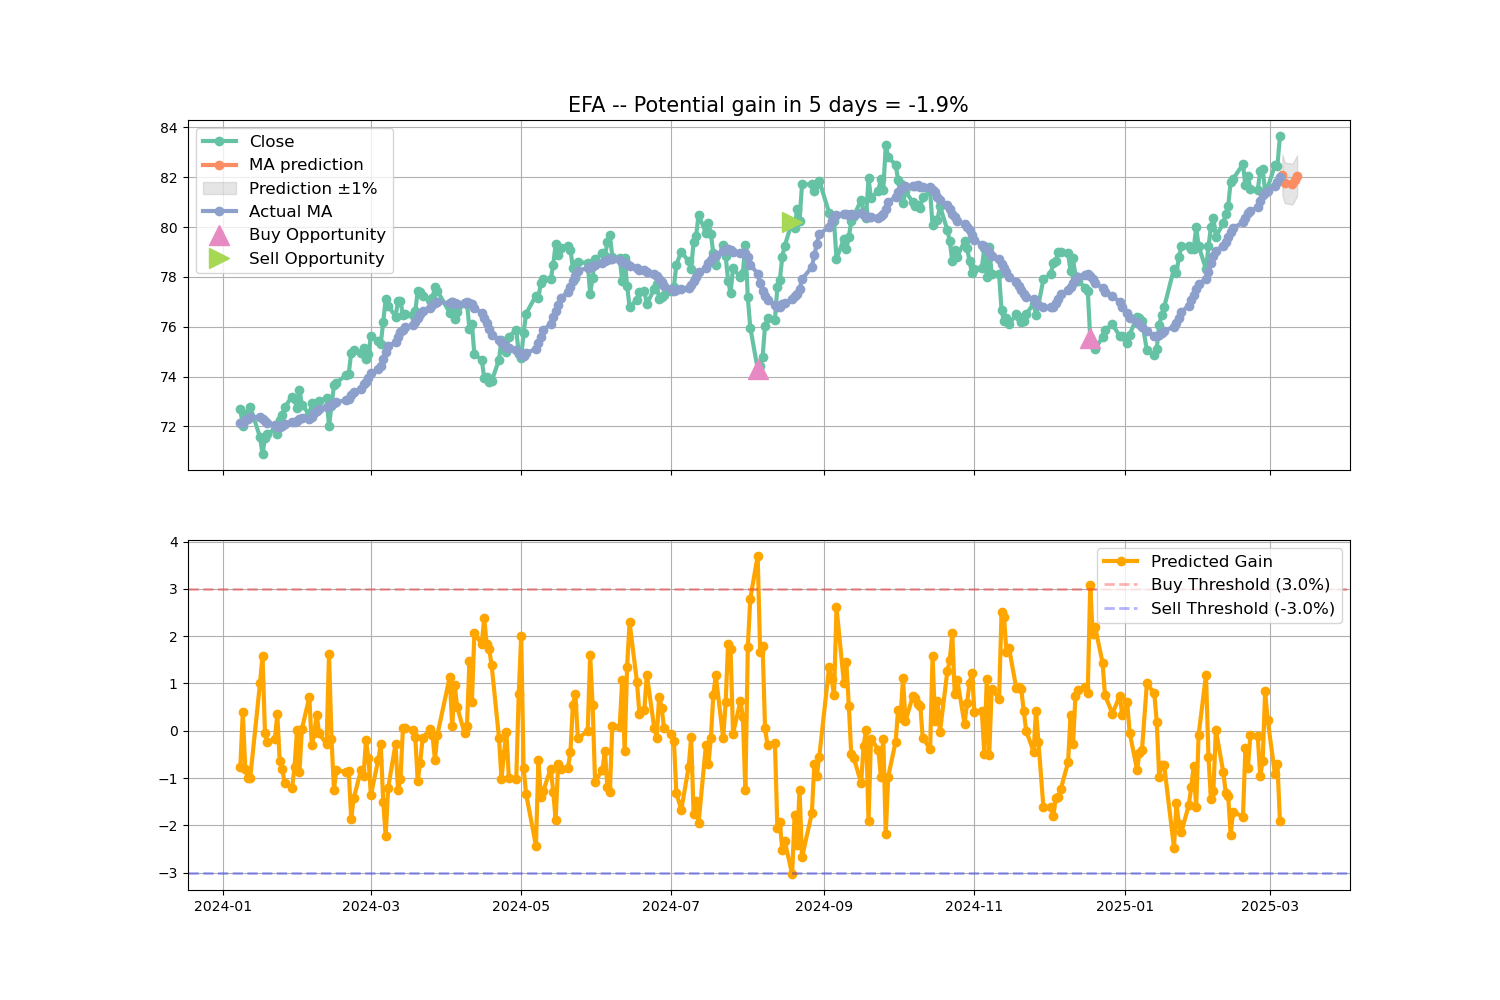 EFA -- Potential gain in 5 days = -1.9%
84
82
80
78
76
74
72
Close
MA prediction
Prediction ±1%
Actual MA
Buy Opportunity
Sell Opportunity
4
3
2
1
0
−1
−2
−3
Predicted Gain
Buy Threshold (3.0%)
Sell Threshold (-3.0%)
2024-01 2024-03 2024-05 2024-07 2024-09 2024-11 2025-01 2025-03